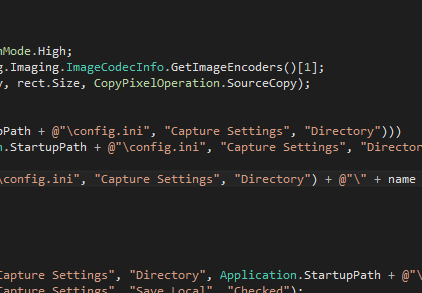 nMode.High;
g.Imaging.ImageCodecInfo.GetImageEncoders()[1];
y, rect.Size, CopyPixelOperation.SourceCopy);
upPath + @"\config.ini", "Capture Settings", "Directory")))
n.StartupPath + @"\config.ini", "Capture Settings", "Director
\config.ini", "Capture Settings", "Directory") + @"\" + name
Capture Settings", "Directory", Application.StartupPath + @"\
"Capture Settings", "Save Local", "Checked");